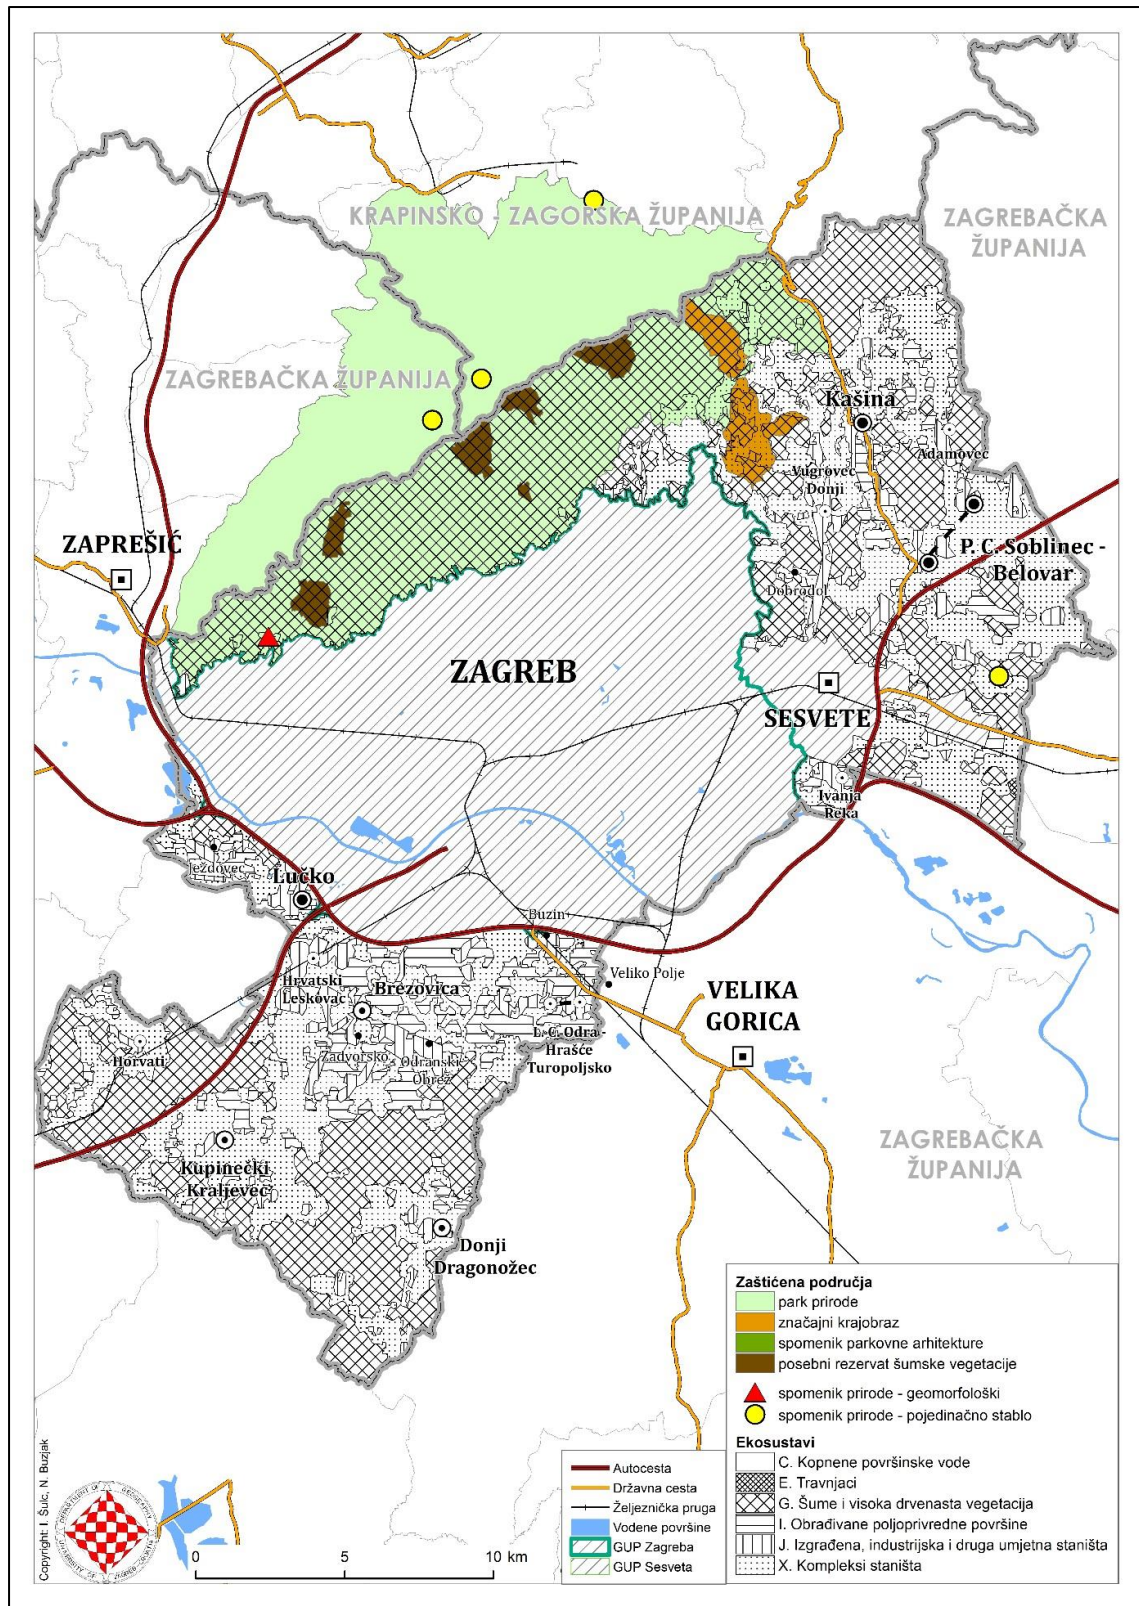 KRAPINSKO - ZAGORSKA ŽUPANIJA
ZAGREBAČKA
ŽUPANIJA
ZAGREBAČKA ŽUPANIJA
Kašina
Adamovec
Vugrovec
Donji
ZAPREŠIĆ
P. C. Soblinec -
Belovar
Dobrodol
ZAGREB
SESVETE
Ivanja
Reka
Ježdovec
Lučko
Buzin
Veliko Polje
Hrvatski
Leskovac
Brezovica
VELIKA
GORICA
L. C. Odra -
Hrašće
Turopoljsko
Horvati
Zadvorsko
Odranski
Obrež
ZAGREBAČKA
ŽUPANIJA
Kupinečki
Kraljevec
Donji
Dragonožec
Zaštićena područja
park prirode
značajni krajobraz
spomenik parkovne arhitekture
posebni rezervat šumske vegetacije
spomenik prirode - geomorfološki
spomenik prirode - pojedinačno stablo
Ekosustavi
C. Kopnene površinske vode
E. Travnjaci
G. Šume i visoka drvenasta vegetacija
I. Obrađivane poljoprivredne površine
J. Izgrađena, industrijska i druga umjetna staništa
X. Kompleksi staništa
Autocesta
Državna cesta
Željeznička pruga
Vodene površine
GUP Zagreba
GUP Sesveta
0 5 10 km
Copyright: I. Šulc, N. Buzjak